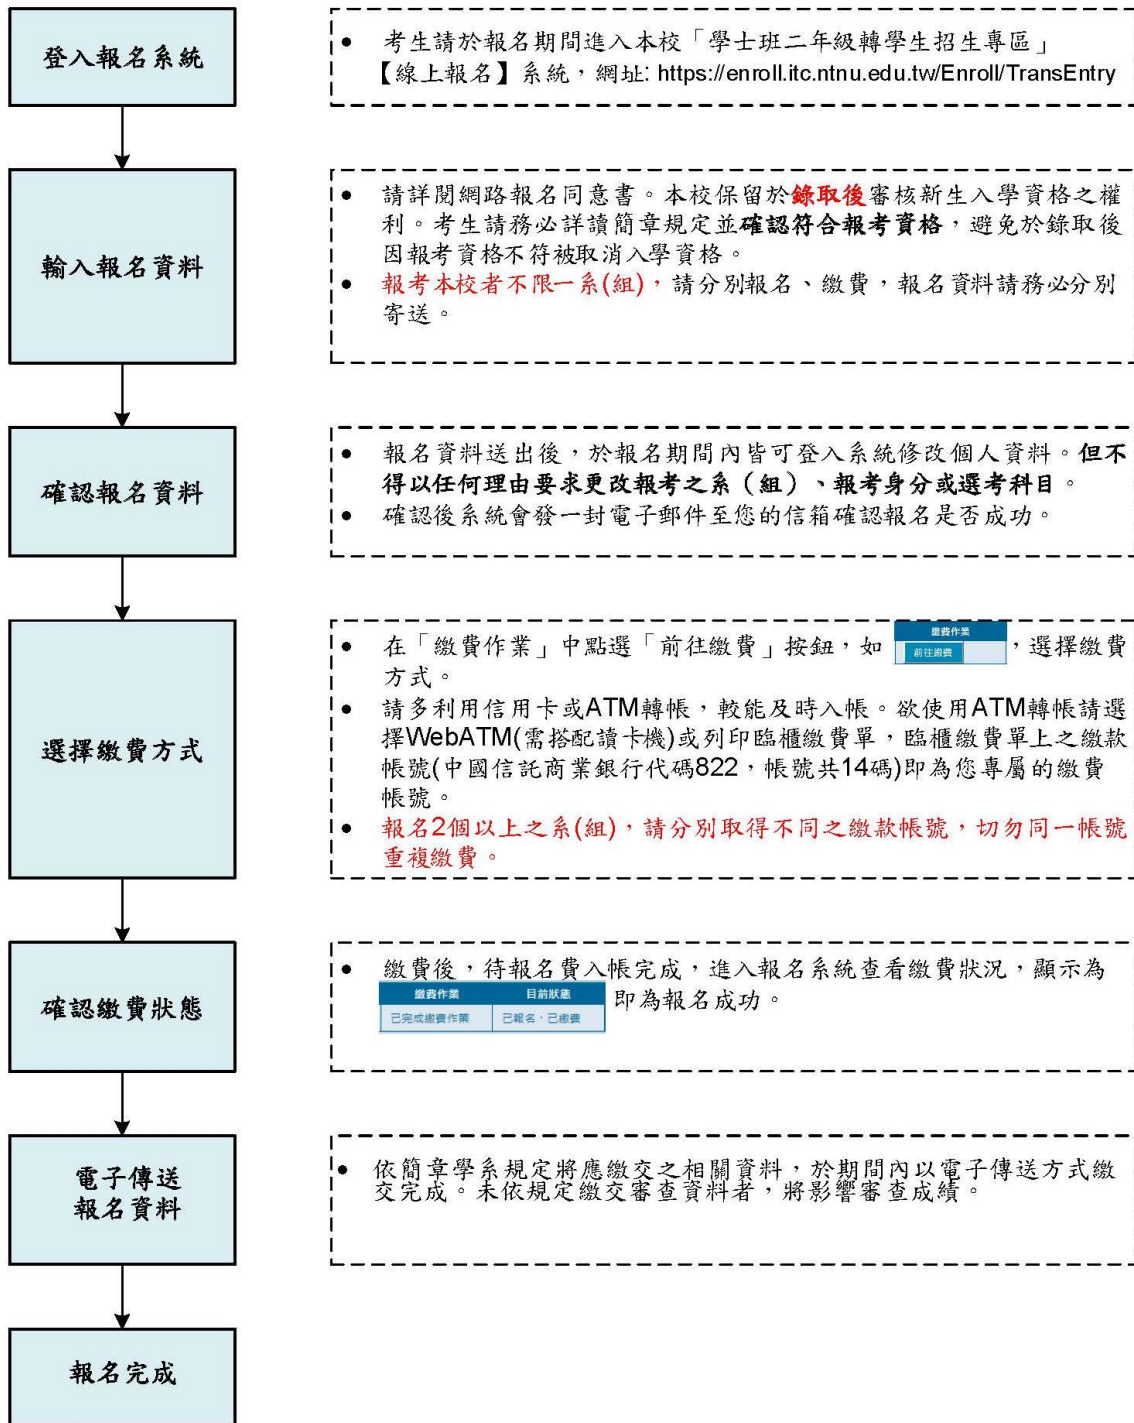 登入報名系統
• 考生請於報名期間進入本校「學士班二年級轉學生招生專區」
【線上報名】系統，網址: https://enroll.itc.ntnu.edu.tw/Enroll/TransEntry
輸入報名資料
• 請詳閱網路報名同意書。本校保留於錄取後審核新生入學資格之權
利。考生請務必詳讀簡章規定並確認符合報考資格，避免於錄取後
因報考資格不符被取消入學資格。
• 報考本校者不限一系(組)，請分別報名、繳費，報名資料請務必分別
寄送。
確認報名資料
• 報名資料送出後，於報名期間內皆可登入系統修改個人資料。但不
得以任何理由要求更改報考之系（組）、報考身分或選考科目。
• 確認後系統會發一封電子郵件至您的信箱確認報名是否成功。
選擇繳費方式
• 在「繳費作業」中點選「前往繳費」按鈕，如 繳費作業 前往繳費 ，選擇繳費
方式。
• 請多利用信用卡或ATM轉帳，較能及時入帳。欲使用ATM轉帳請選
擇WebATM(需搭配讀卡機)或列印臨櫃繳費單，臨櫃繳費單上之繳款
帳號(中國信託商業銀行代碼822，帳號共14碼)即為您專屬的繳費
帳號。
• 報名2個以上之系(組)，請分別取得不同之繳款帳號，切勿同一帳號
重複繳費。
確認繳費狀態
• 繳費後，待報名費入帳完成，進入報名系統查看繳費狀況，顯示為
繳費作業 目前狀態 即為報名成功。
已完成繳費作業 已報名，已繳費
電子傳送
報名資料
• 依簡章學系規定將應繳交之相關資料，於期間內以電子傳送方式繳
交完成。未依規定繳交審查資料者，將影響審查成績。
報名完成